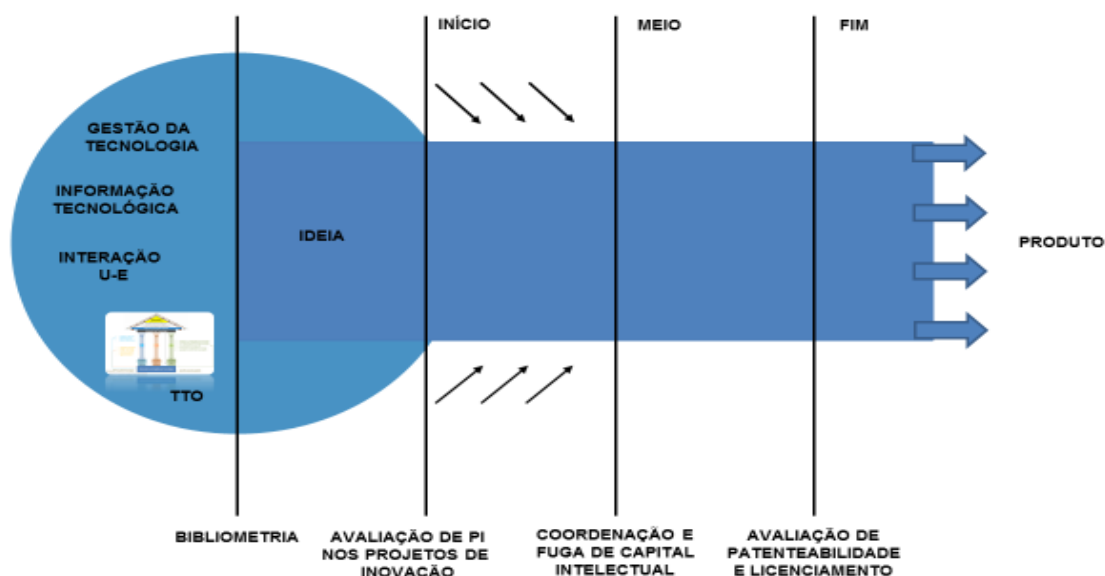 INÍCIO
MEIO
FIM
GESTÃO DA
TECNOLOGIA
INFORMAÇÃO
TECNOLÓGICA
INTERAÇÃO
U-E
TTO
IDEIA
PRODUTO
BIBLIOMETRIA
AVALIAÇÃO DE PI
NOS PROJETOS DE
INOVAÇÃO
COORDENAÇÃO E
FUGA DE CAPITAL
INTELECTUAL
AVALIAÇÃO DE
PATENTEABILIDADE
E LICENCIAMENTO